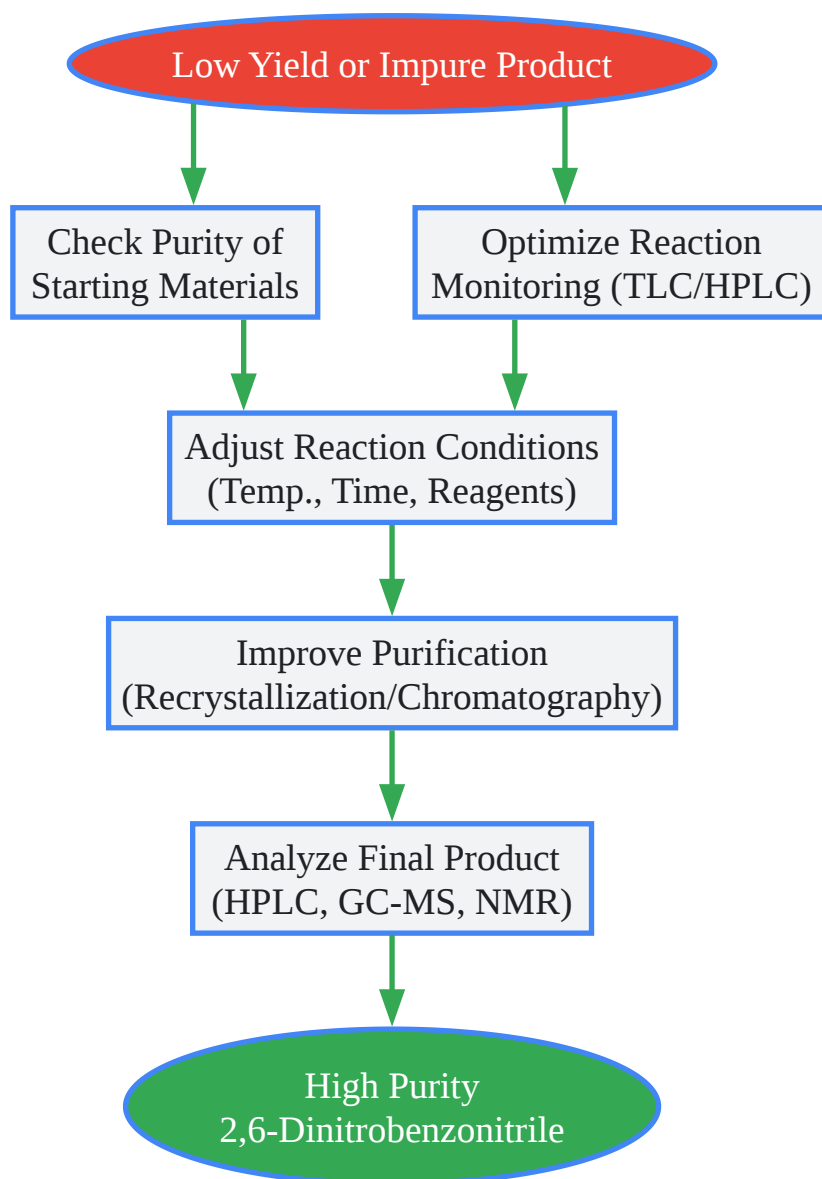 Low Yield or Impure Product
Check Purity of
Starting Materials
Optimize Reaction
Monitoring (TLC/HPLC)
Adjust Reaction Conditions
(Temp., Time, Reagents)
Improve Purification
(Recrystallization/Chromatography)
Analyze Final Product
(HPLC, GC-MS, NMR)
High Purity
2,6-Dinitrobenzonitrile